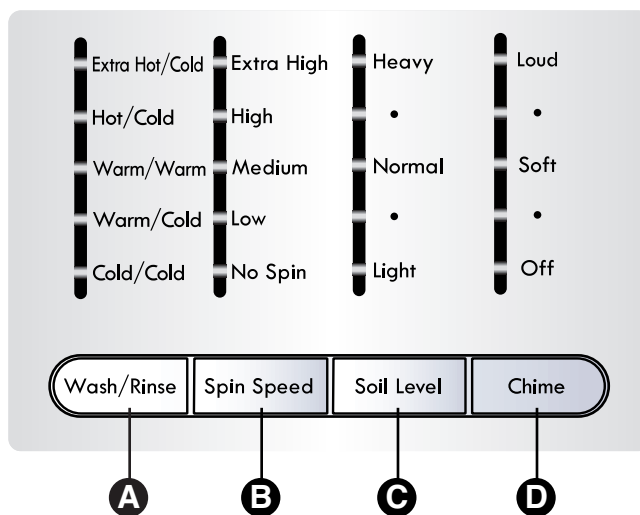 Extra Hot/Cold Extra High Heavy Loud
Hot/Cold High • •
Warm/Warm Medium Normal Soft
Warm/Cold Low • •
Cold/Cold No Spin Light Off
Wash/Rinse Spin Speed Soil Level Chime
A B C D